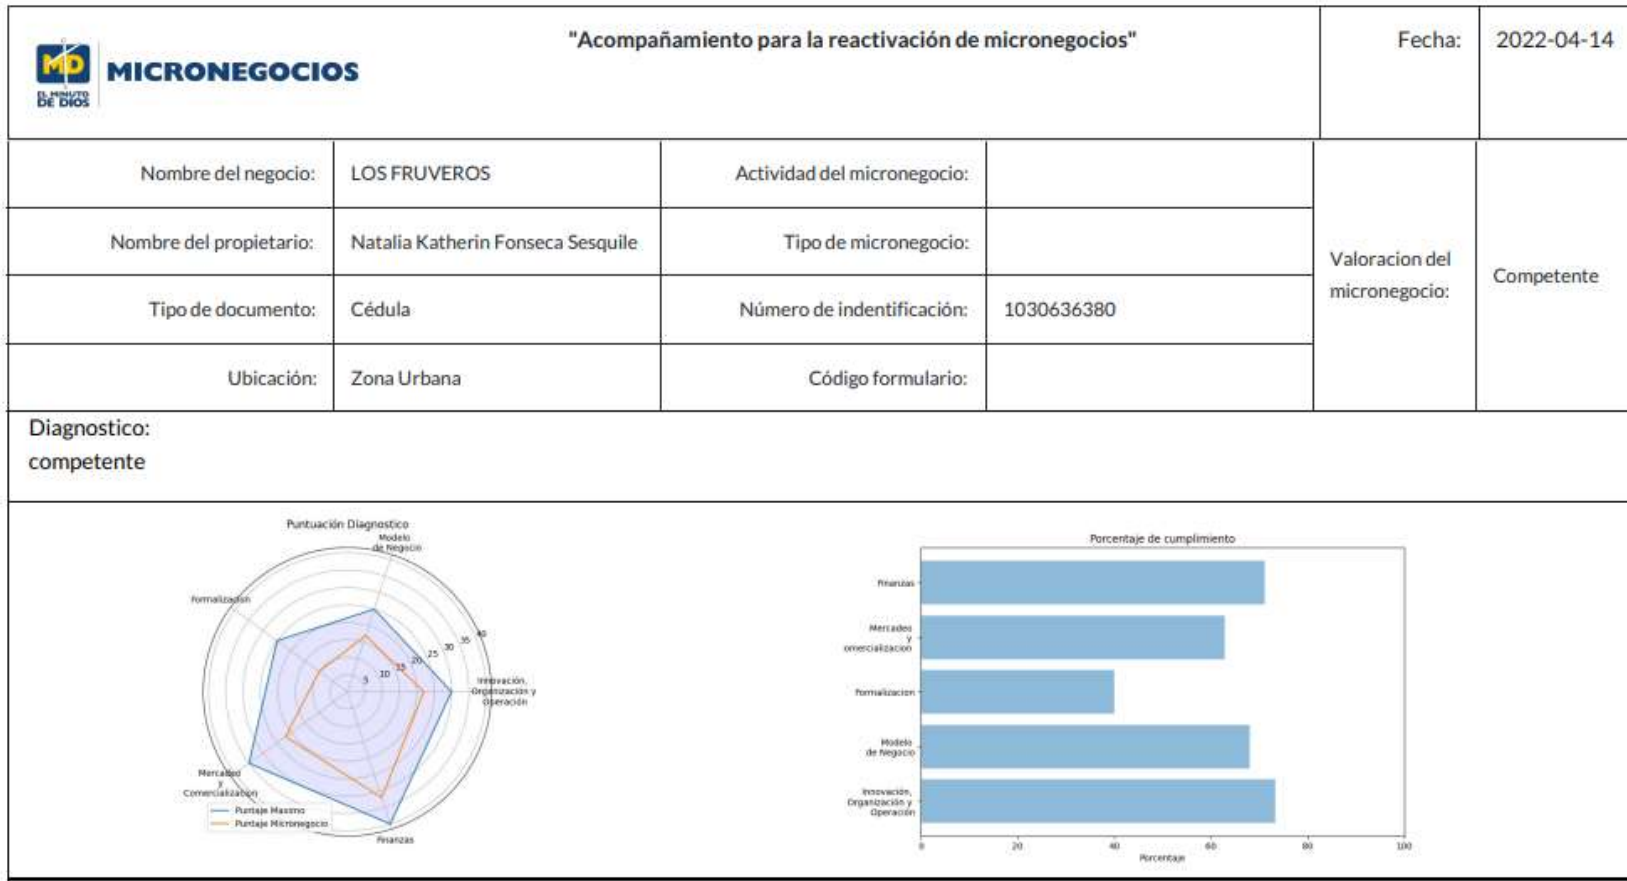 "Acompañamiento para la reactivación de micronegocios"
Fecha:
2022-04-14
MD
EL MINUTO
DE DIOS
MICRONEGOCIOS
Nombre del negocio:
LOS FRUVEROS
Actividad del micronegocio:
Nombre del propietario:
Natalia Katherin Fonseca Sesquile
Tipo de micronegocio:
Tipo de documento:
Cédula
Número de indentificación:
1030636380
Ubicación:
Zona Urbana
Código formulario:
Valoracion del
micronegocio:
Competente
Diagnostico:
competente
Puntuación Diagnostico
Modelo
de Negocio
Formalizacion
Innovación,
Organización y
Operación
Mercadeo
y
Comercializacion
Finanzas
5
10
15
20
25
30
35
40
Puntaje Maximo
Puntaje Micronegocio
Porcentaje de cumplimiento
Finanzas
Mercadeo
y
omercializacion
Formalizacion
Modelo
de Negocio
Innovación,
Organización y
Operación
0
20
40
60
80
100
Porcentaje